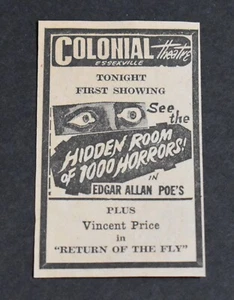 COLONIAL Theatre
ESSEXVILLE
TONIGHT
FIRST SHOWING
See
the
HIDDEN ROOM
OF 1000 HORRORS!
IN
EDGAR ALLAN POE'S
PLUS
Vincent Price
in
"RETURN OF THE FLY"